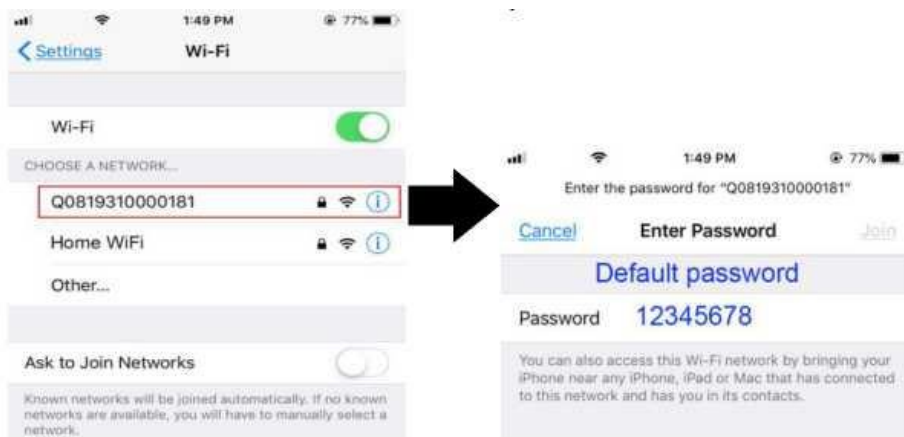 1:49 PM
77%
Settings
Wi-Fi
Wi-Fi
CHOOSE A NETWORK...
Q0819310000181
Home WiFi
Other...
Ask to Join Networks
Known networks will be joined automatically. If no known
networks are available, you will have to manually select a
network.
1:49 PM
77%
Enter the password for "Q0819310000181"
Cancel
Enter Password
Join
Default password
Password 12345678
You can also access this Wi-Fi network by bringing your
iPhone near any iPhone, iPad or Mac that has connected
to this network and has you in its contacts.